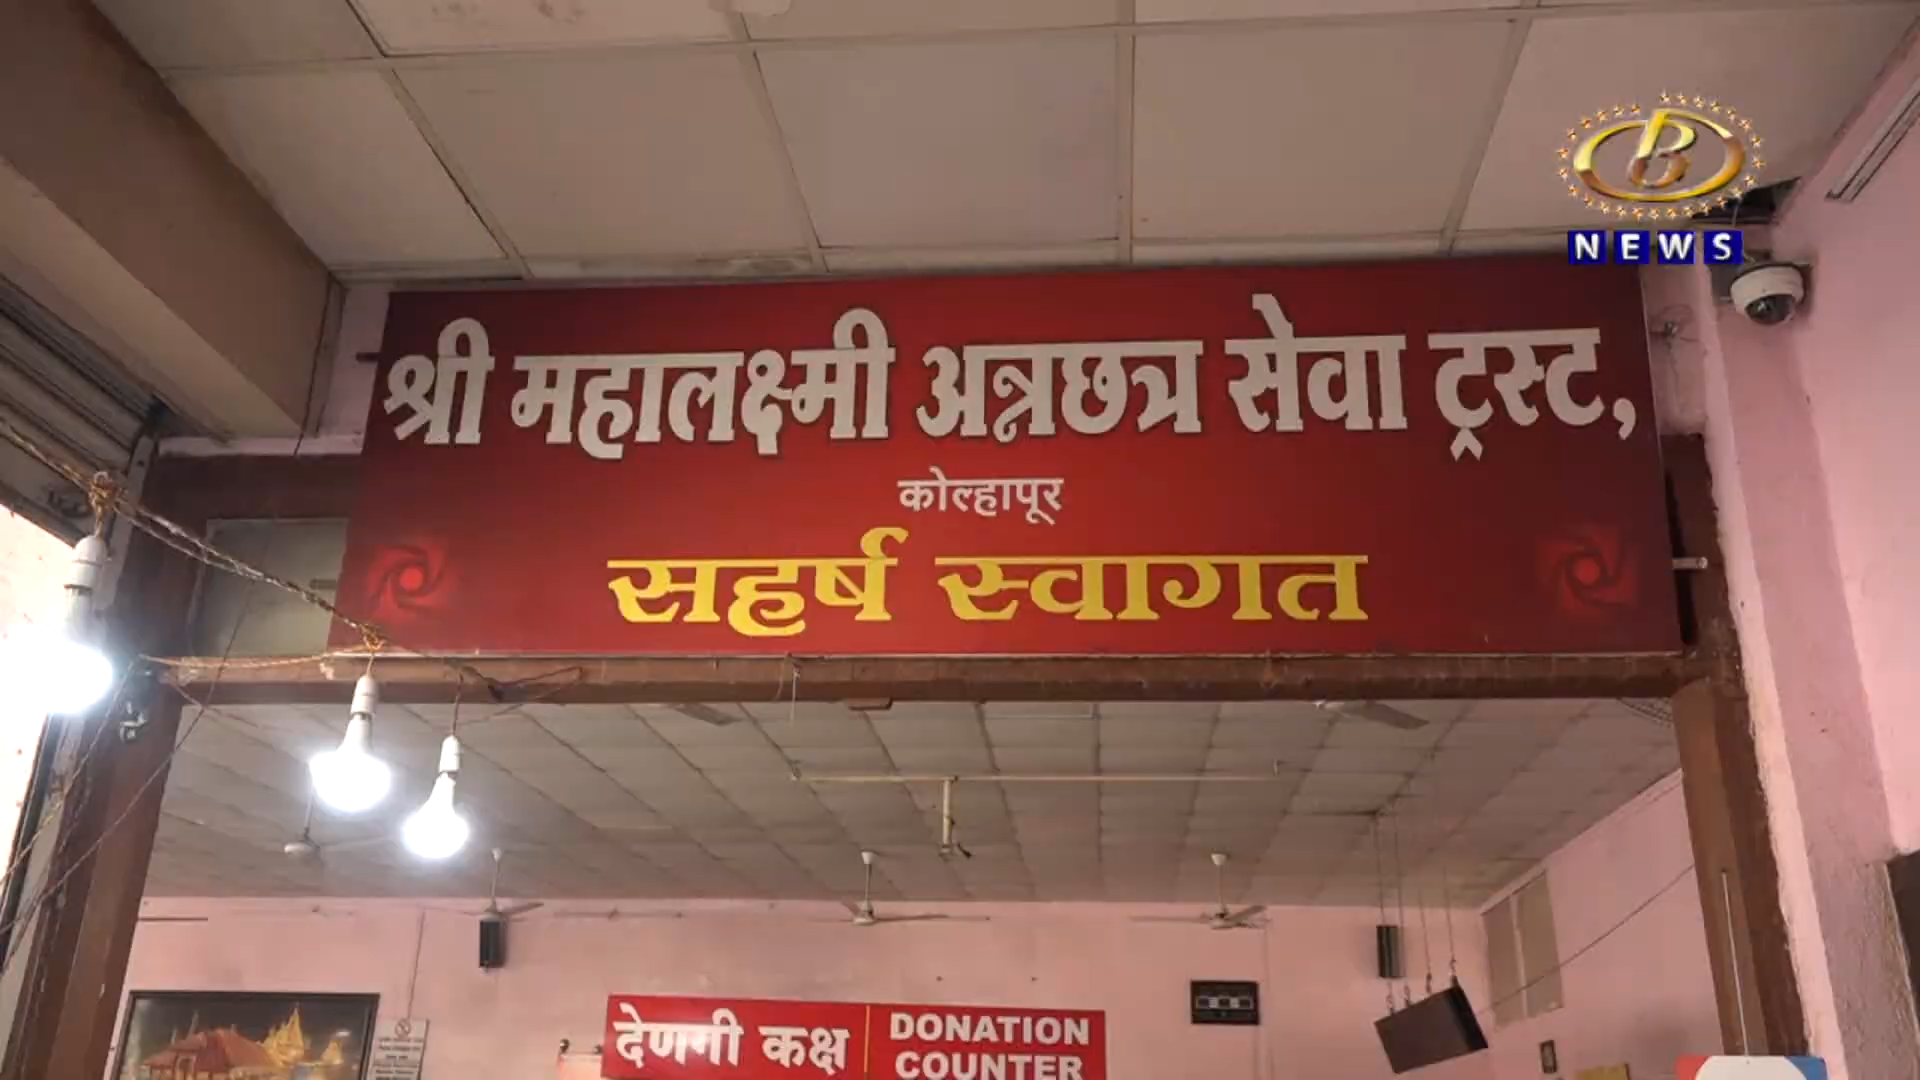 B
NEWS
श्री महालक्ष्मी अन्नछत्र सेवा ट्रस्ट,
कोल्हापूर
सहर्ष स्वागत
देणगी कक्ष
DONATION
COUNTER